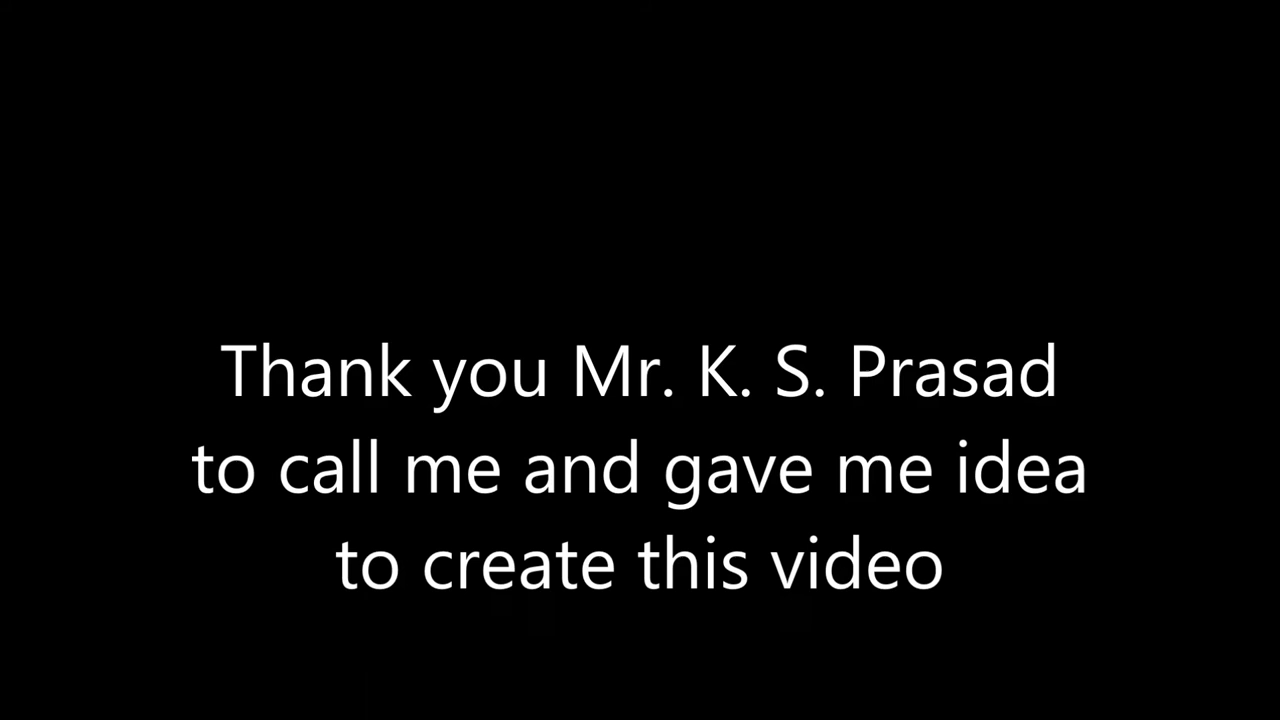 Thank you Mr. K. S. Prasad
to call me and gave me idea
to create this video